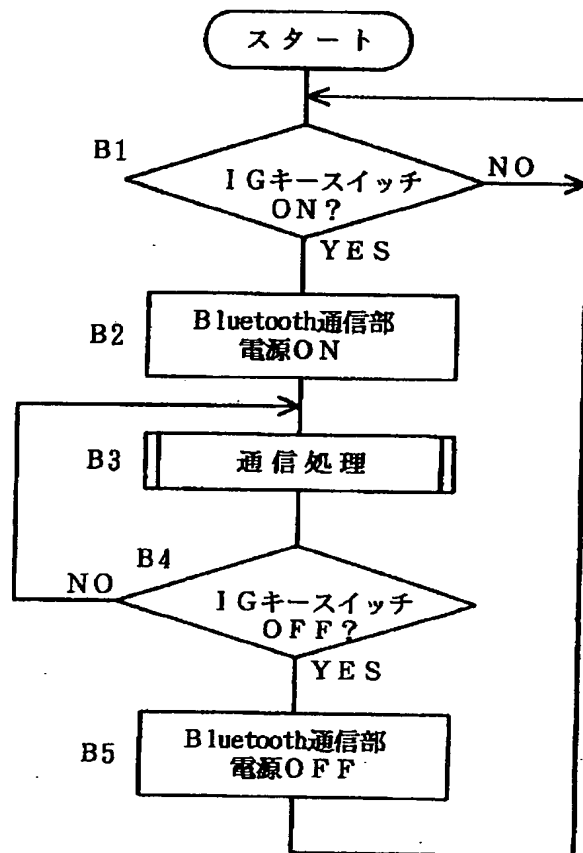 スタート
B1
IGキースイッチ
ON?
NO
YES
B2
Bluetooth通信部
電源ON
B3
通信処理
B4
NO
IGキースイッチ
OFF?
YES
B5
Bluetooth通信部
電源OFF